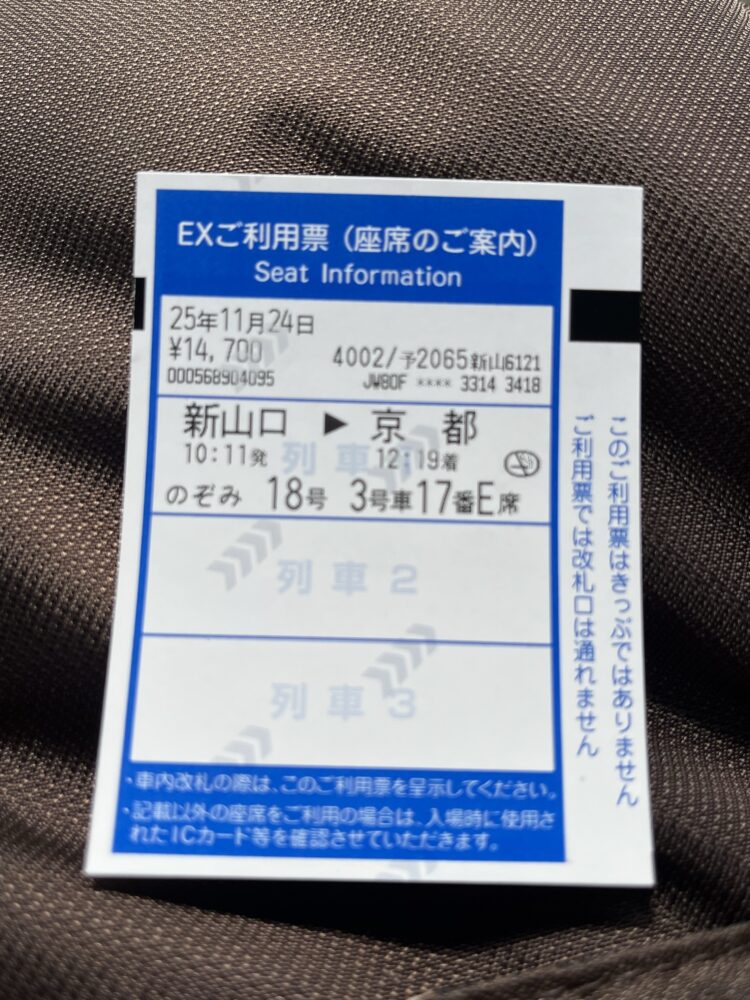 EXご利用票（座席のご案内）
Seat Information
25年11月24日
¥14,700
4002/予2065新山6121
000568904095
JW80F **** 3314 3418
新山口 ▶ 京都
10:11発
12:19着
のぞみ 18号 3号車17番E席
列車2
列車3
・車内改札の際は、このご利用票を呈示してください。
・記載以外の座席をご利用の場合は、入場時に使用さ
れたICカード等を確認させていただきます。
このご利用票はきっぷではありません
ご利用票では改札口は通れません